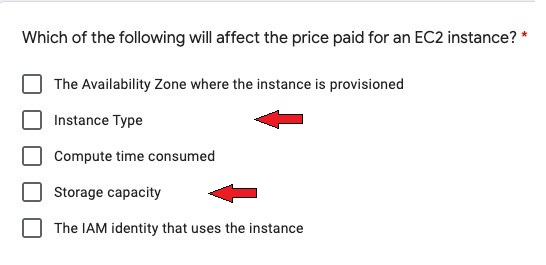 Which of the following will affect the price paid for an EC2 instance? *
The Availability Zone where the instance is provisioned
Instance Type
Compute time consumed
Storage capacity
The IAM identity that uses the instance